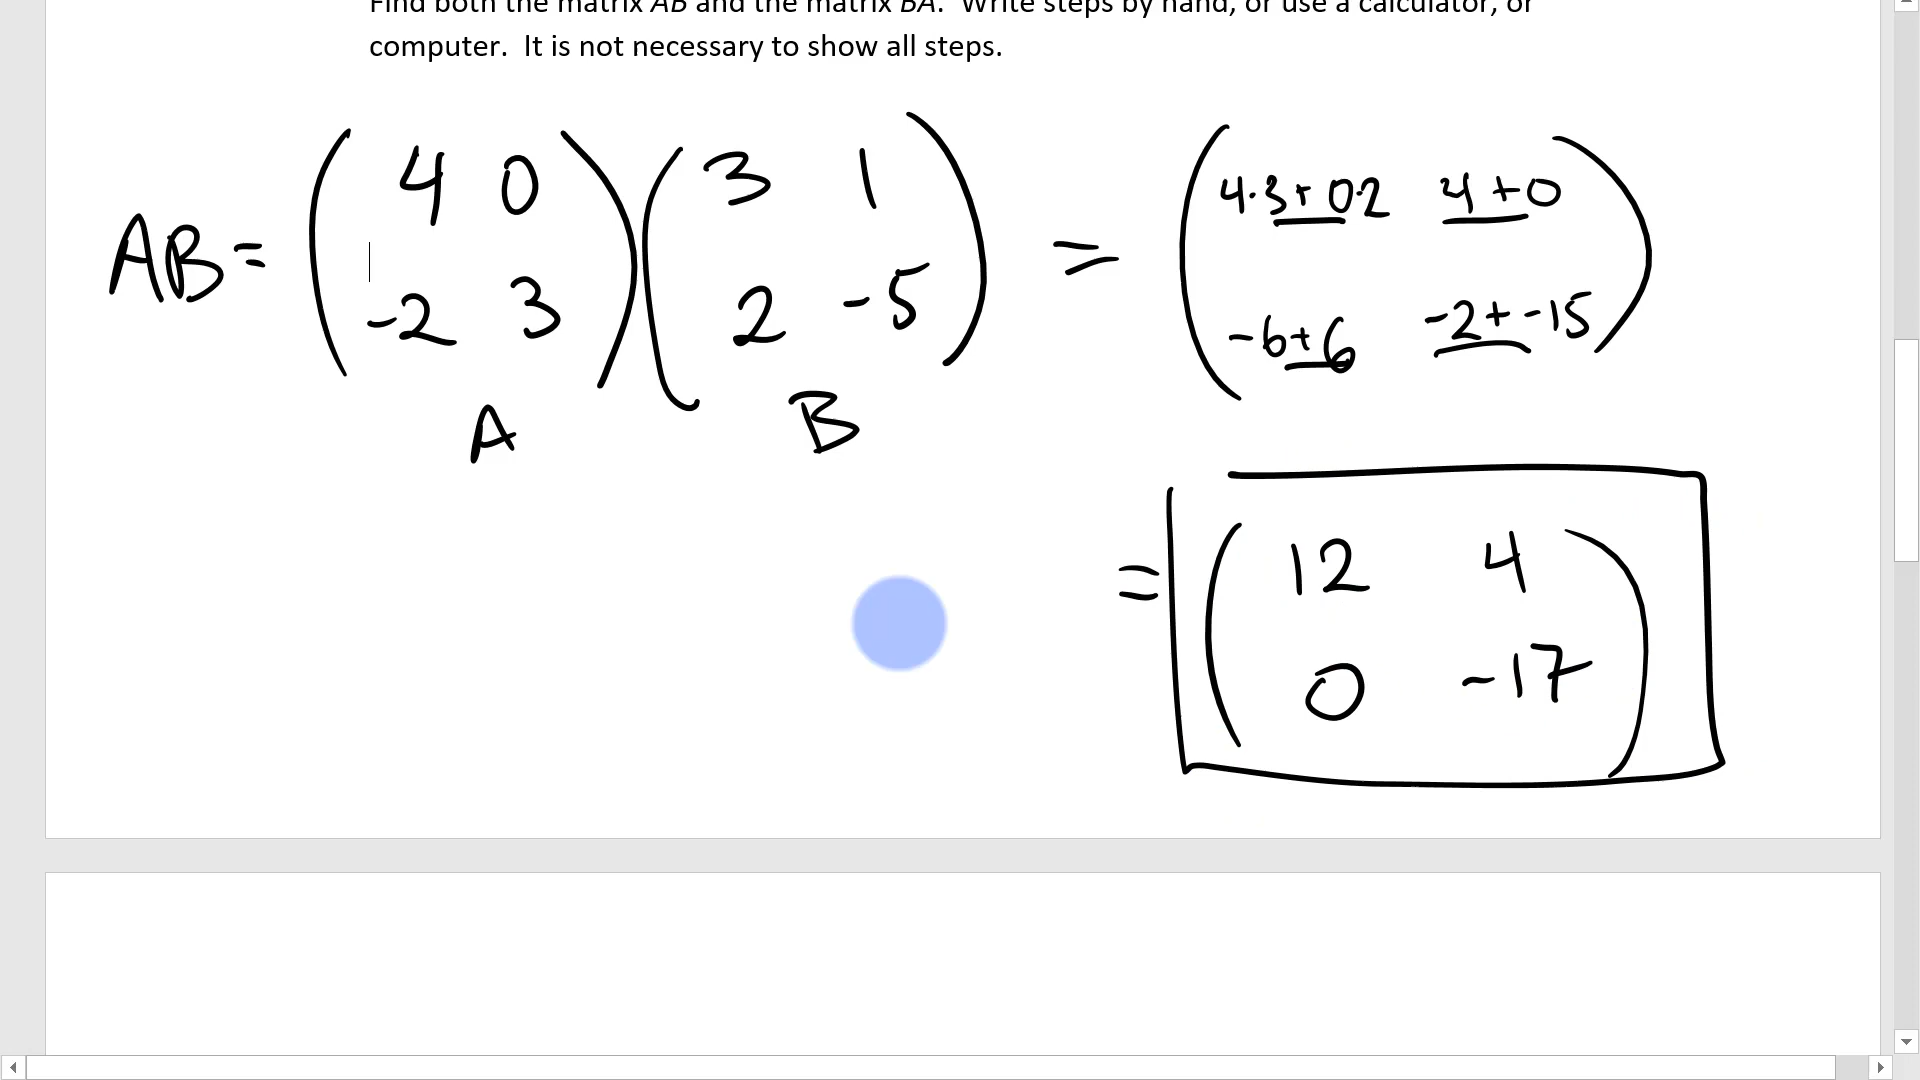 Find both the matrix AB and the matrix BA. Write steps by hand, or use a calculator, or
computer. It is not necessary to show all steps.
AB = ( 4 0 ) ( 3 1 ) = ( 4·3+0·2 4+0 )
( -2 3 ) ( 2 -5 ) ( -6+6 -2+-15 )
A B
= ( 12 4 )
( 0 -17 )